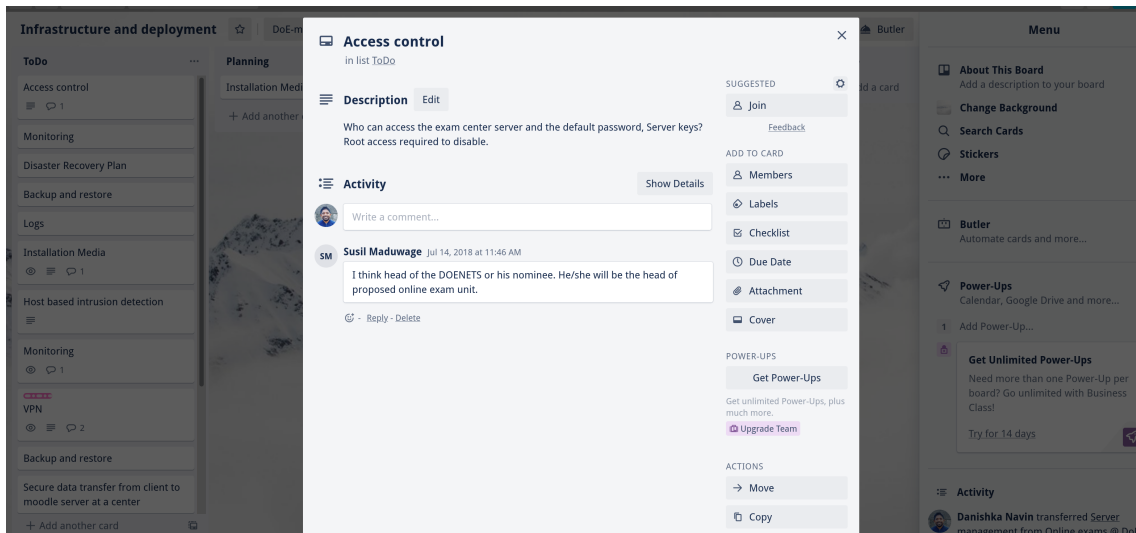 Infrastructure and deployment
DoE-m
Butler
ToDo
Access control
1
Monitoring
Disaster Recovery Plan
Backup and restore
Logs
Installation Media
1
Host based intrusion detection
Monitoring
1
VPN
2
Backup and restore
Secure data transfer from client to
moodle server at a center
+ Add another card
Planning
Installation Medi
+ Add another
Access control
in list ToDo
Description Edit
Who can access the exam center server and the default password, Server keys?
Root access required to disable.
Activity
Show Details
Write a comment...
SM
Susil Maduwage Jul 14, 2018 at 11:46 AM
I think head of the DOENETS or his nominee. He/she will be the head of
proposed online exam unit.
- Reply - Delete
SUGGESTED
Join
Feedback
ADD TO CARD
Members
Labels
Checklist
Due Date
Attachment
Cover
POWER-UPS
Get Power-Ups
Get unlimited Power-Ups, plus
much more.
Upgrade Team
ACTIONS
Move
Copy
dd a card
Menu
About This Board
Add a description to your board
Change Background
Search Cards
Stickers
More
Butler
Automate cards and more...
Power-Ups
Calendar, Google Drive and more...
1 Add Power-Up...
Get Unlimited Power-Ups
Need more than one Power-Up per
board? Go unlimited with Business
Class!
Try for 14 days
Activity
Danishka Navin transferred Server
management from Online exams @ Do